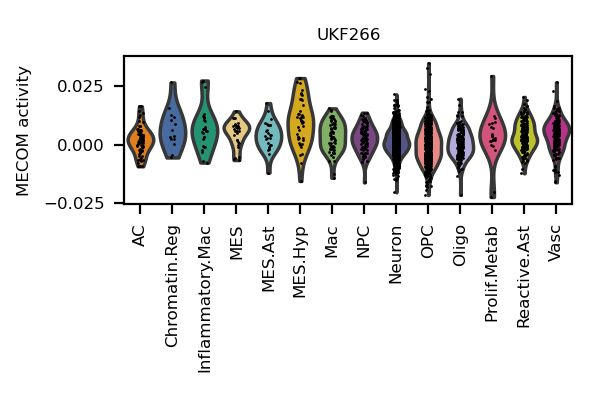 UKF266
MECOM activity
0.025
0.000
−0.025
AC
Chromatin.Reg
Inflammatory.Mac
MES
MES.Ast
MES.Hyp
Mac
NPC
Neuron
OPC
Oligo
Prolif.Metab
Reactive.Ast
Vasc